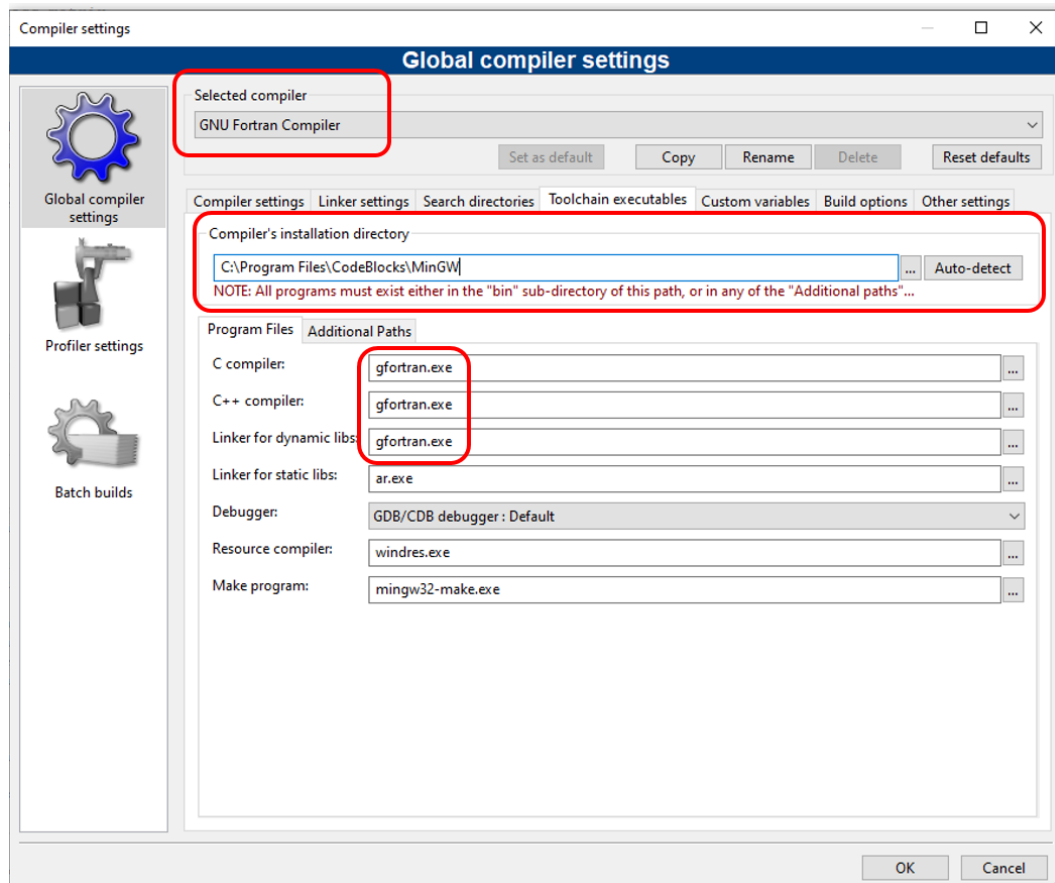 Compiler settings
Global compiler settings
Global compiler
settings
Profiler settings
Batch builds
Selected compiler
GNU Fortran Compiler
Set as default
Copy
Rename
Delete
Reset defaults
Compiler settings
Linker settings
Search directories
Toolchain executables
Custom variables
Build options
Other settings
Compiler's installation directory
C:\Program Files\CodeBlocks\MinGW
...
Auto-detect
NOTE: All programs must exist either in the "bin" sub-directory of this path, or in any of the "Additional paths"...
Program Files
Additional Paths
C compiler:
gfortran.exe
...
C++ compiler:
gfortran.exe
...
Linker for dynamic libs:
gfortran.exe
...
Linker for static libs:
ar.exe
...
Debugger:
GDB/CDB debugger : Default
Resource compiler:
windres.exe
...
Make program:
mingw32-make.exe
...
OK
Cancel